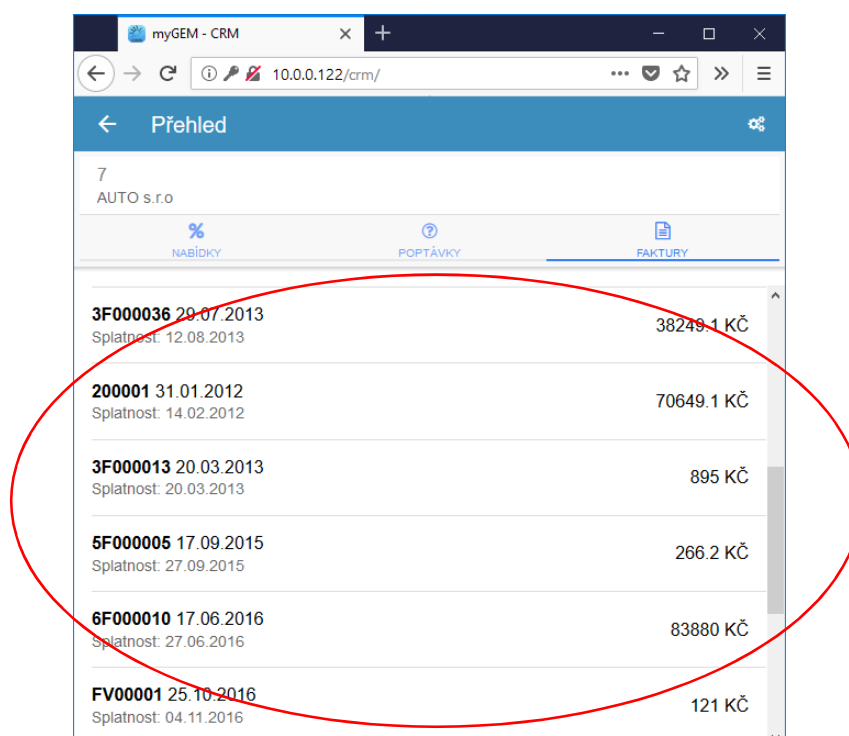 myGEM - CRM
10.0.0.122/crm/
Přehled
7
AUTO s.r.o
NABÍDKY POPTÁVKY FAKTURY
3F000036 29.07.2013 38249.1 KČ
Splatnost: 12.08.2013
200001 31.01.2012 70649.1 KČ
Splatnost: 14.02.2012
3F000013 20.03.2013 895 KČ
Splatnost: 20.03.2013
5F000005 17.09.2015 266.2 KČ
Splatnost: 27.09.2015
6F000010 17.06.2016 83880 KČ
Splatnost: 27.06.2016
FV00001 25.10.2016 121 KČ
Splatnost: 04.11.2016